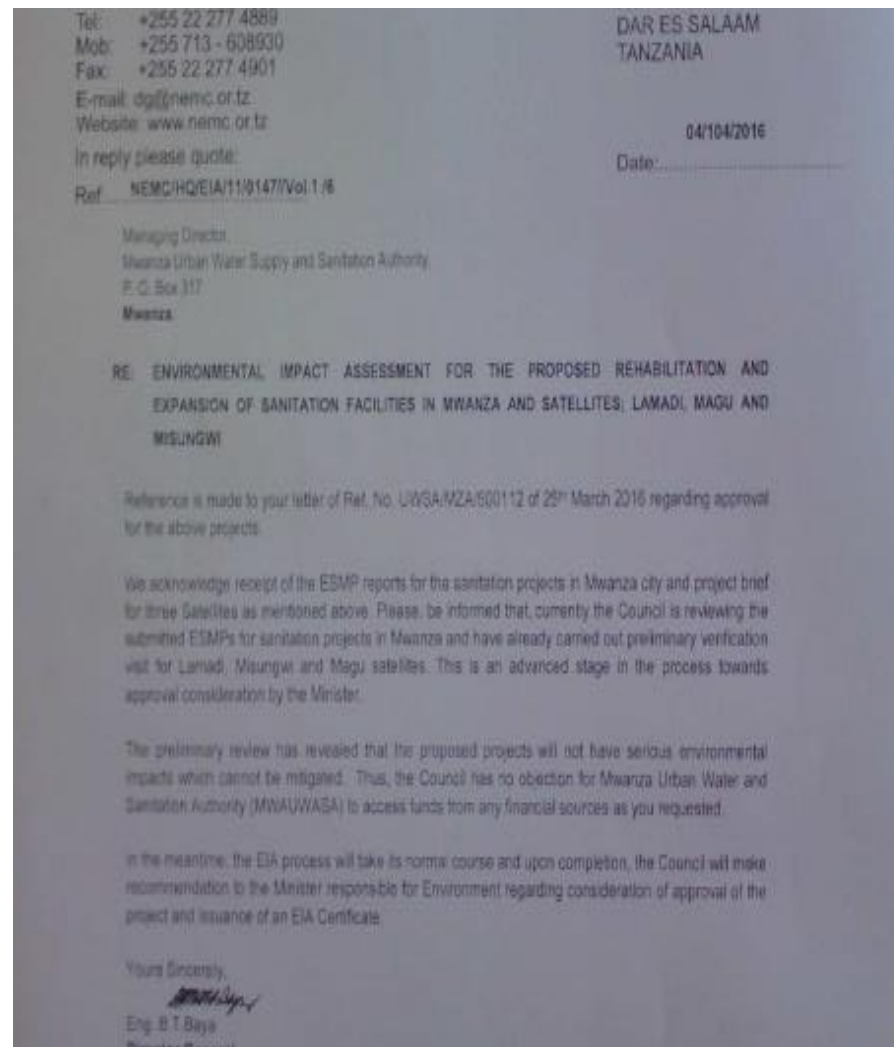 Tel: +255 22 277 4889
DAR ES SALAAM
Mob: +255 713 - 608930
TANZANIA
Fax: +255 22 277 4901
E-mail: dg@nemc.or.tz
Website: www.nemc.or.tz
04/104/2016
In reply please quote:
Date:
Ref NEMC/HQ/EIA/11/0147//Vol.1/6
Managing Director,
Mwanza Urban Water Supply and Sanitation Authority
P. O. Box 317
Mwanza
RE: ENVIRONMENTAL IMPACT ASSESSMENT FOR THE PROPOSED REHABILITATION AND
EXPANSION OF SANITATION FACILITIES IN MWANZA AND SATELLITES; LAMADI, MAGU AND
MISUNGWI
Reference is made to your letter of Ref. No. UWSA/MZA/500112 of 25th March 2016 regarding approval
for the above projects.
We acknowledge receipt of the ESMP reports for the sanitation projects in Mwanza city and project brief
for three Satellites as mentioned above. Please, be informed that, currently the Council is reviewing the
submitted ESMPs for sanitation projects in Mwanza and have already carried out preliminary verification
visit for Lamadi, Misungwi and Magu satellites. This is an advanced stage in the process towards
approval consideration by the Minister.
The preliminary review has revealed that the proposed projects will not have serious environmental
impacts which cannot be mitigated. Thus, the Council has no obection for Mwanza Urban Water and
Sanitation Authority (MWAUWASA) to access funds from any financial sources as you requested.
In the meantime, the EIA process will take its normal course and upon completion, the Council will make
recommendation to the Minister responsible for Environment regarding consideration of approval of the
project and issuance of an EIA Certificate.
Yours Sincerely,
Eng. B.T.Baya
Director General